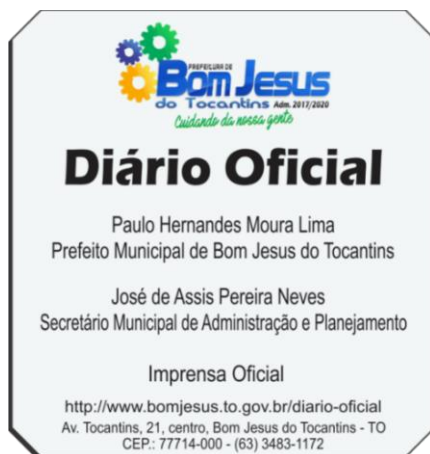 PREFEITURA DE
Bom Jesus
do Tocantins Adm. 2017/2020
Cuidando da nossa gente
Diário Oficial
Paulo Hernandes Moura Lima
Prefeito Municipal de Bom Jesus do Tocantins
José de Assis Pereira Neves
Secretário Municipal de Administração e Planejamento
Imprensa Oficial
http://www.bomjesus.to.gov.br/diario-oficial
Av. Tocantins, 21, centro, Bom Jesus do Tocantins - TO
CEP.: 77714-000 - (63) 3483-1172